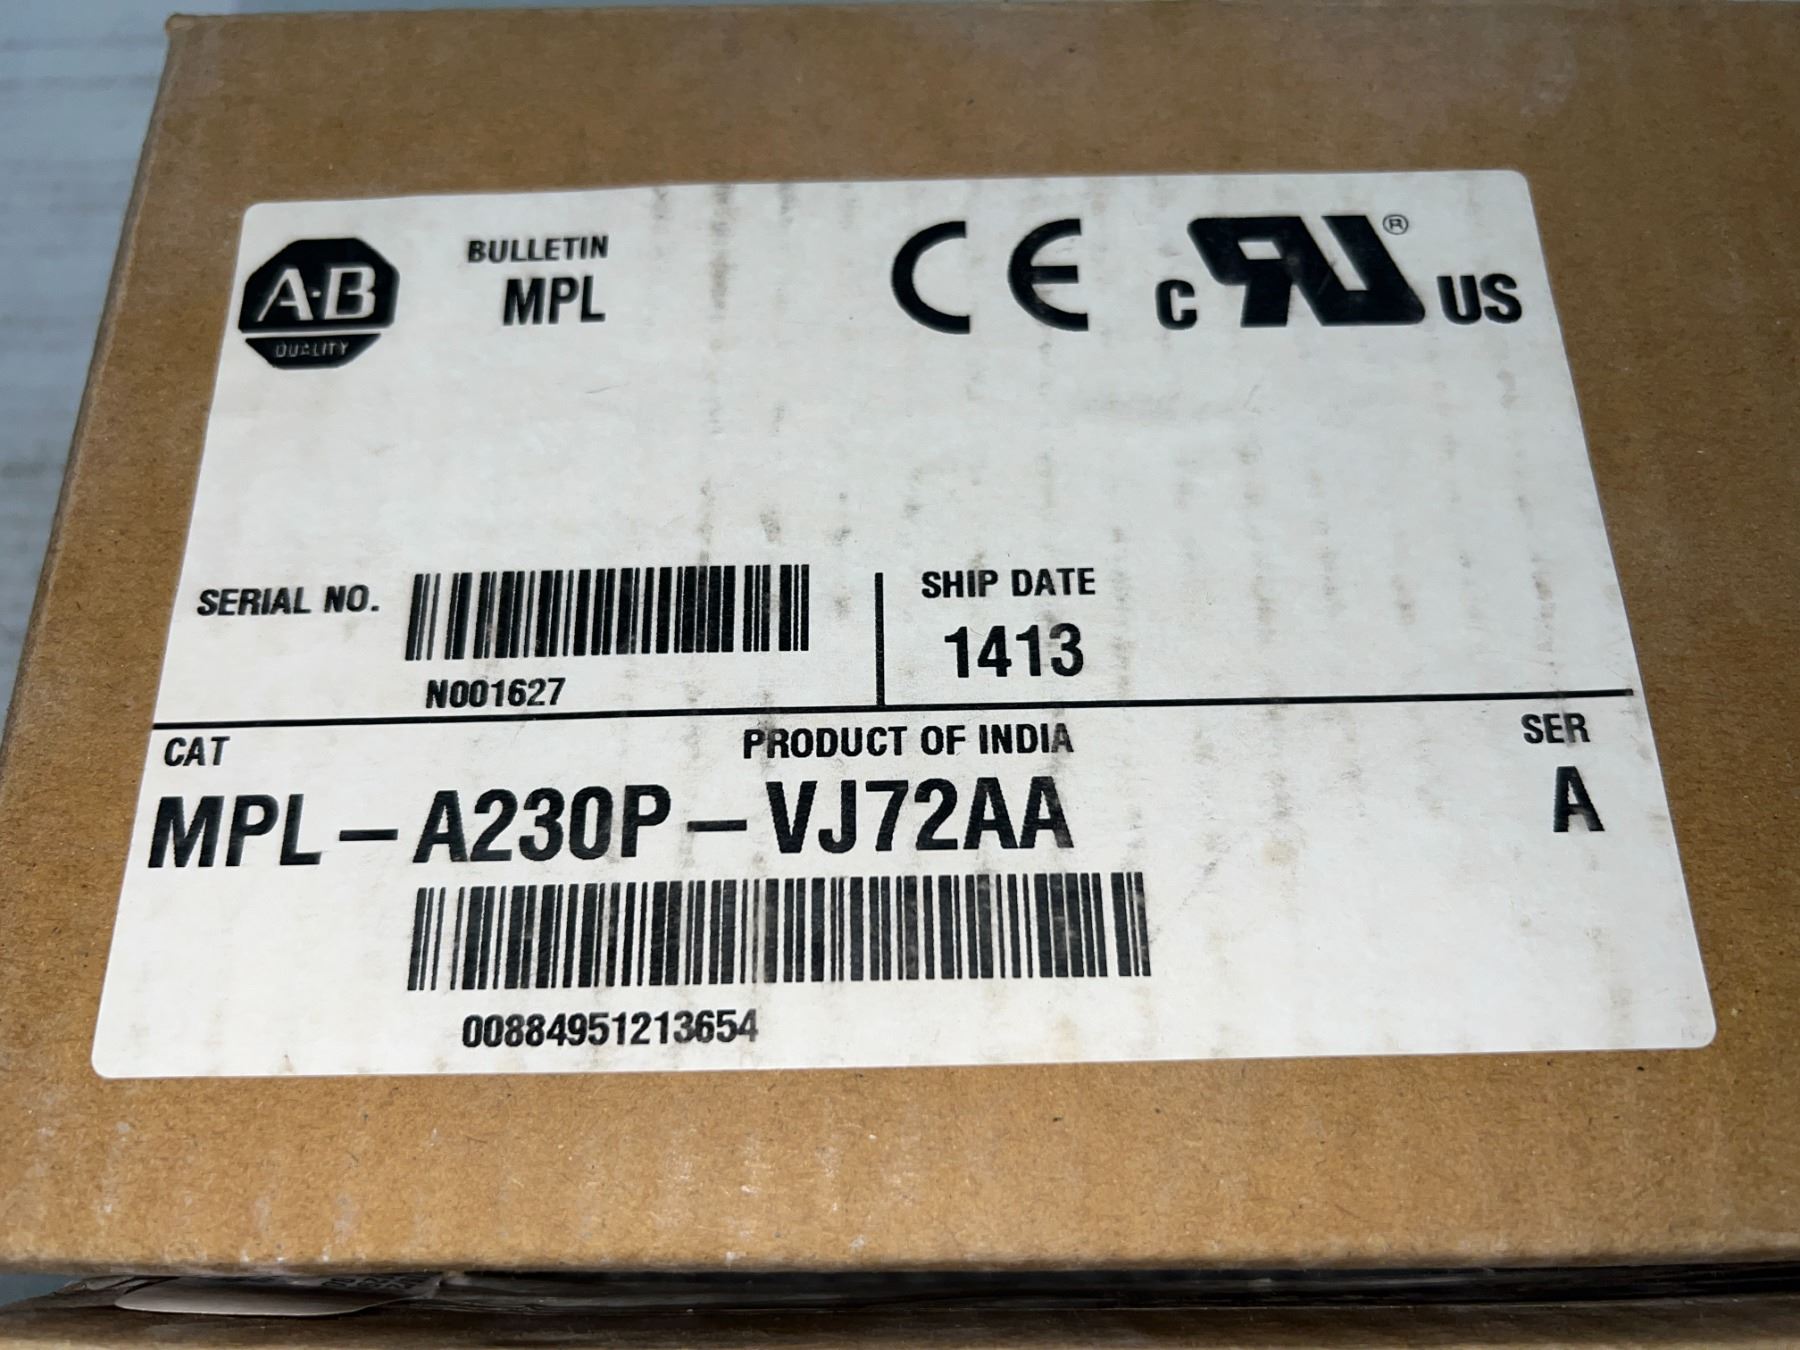 A-B
QUALITY
BULLETIN
MPL
CE
C RU ® US
SERIAL NO.
N001627
SHIP DATE
1413
CAT
PRODUCT OF INDIA
SER
MPL-A230P-VJ72AA
A
00884951213654